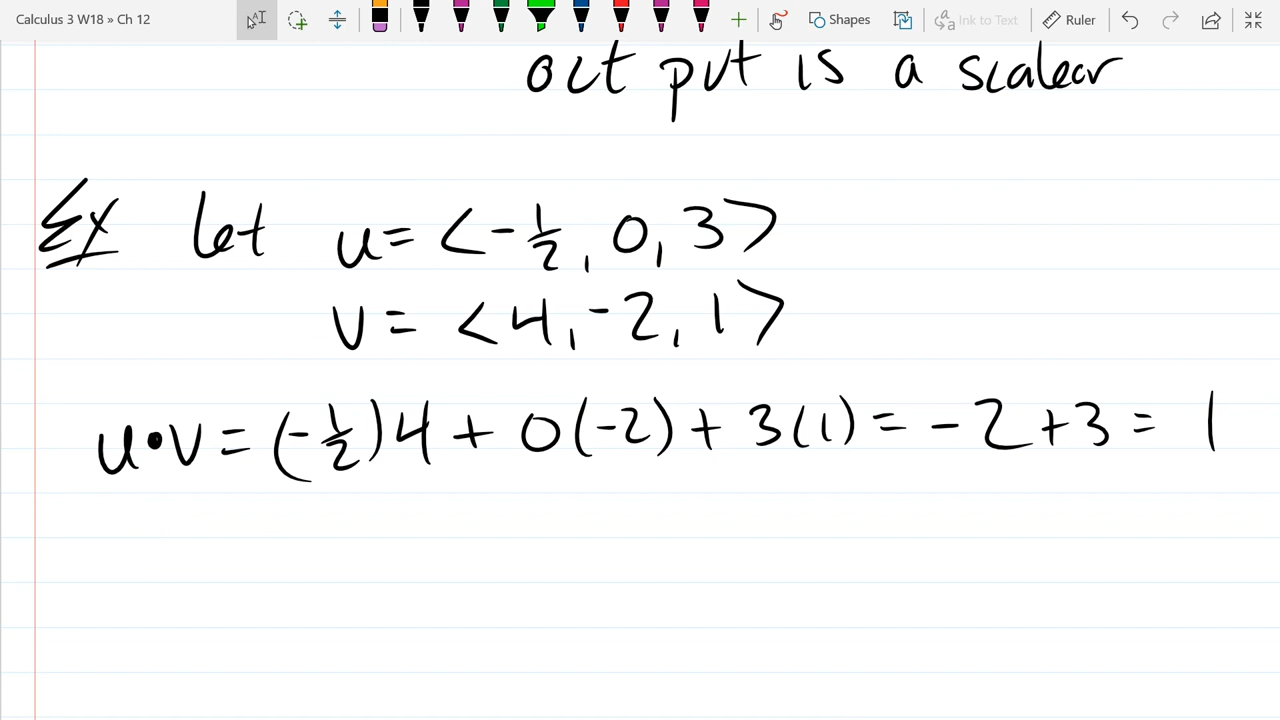 Calculus 3 W18 » Ch 12
Shapes
Ink to Text
Ruler
out put is a scalar
Ex let u = < -1/2, 0, 3 >
v = < 4, -2, 1 >
u • v = (-1/2)4 + 0(-2) + 3(1) = -2 + 3 = 1